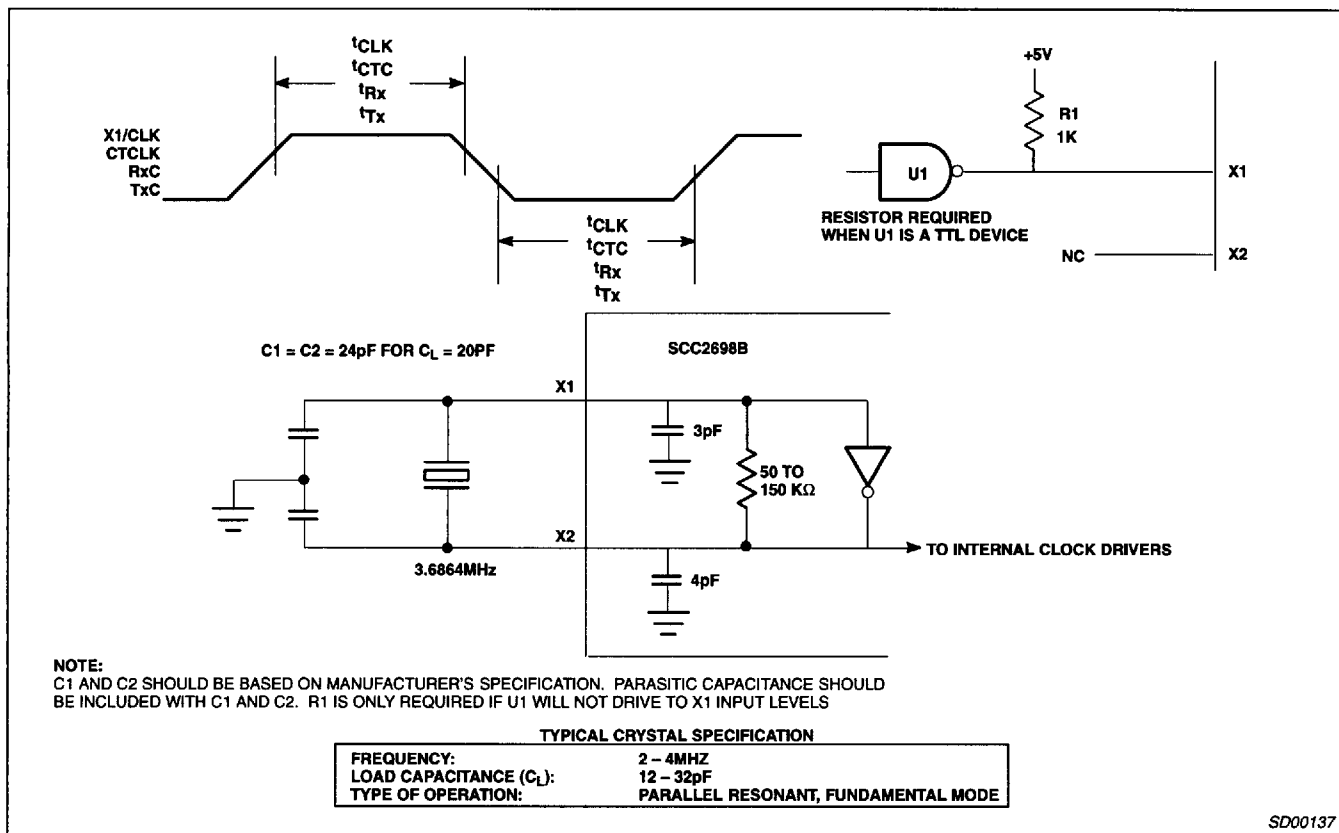 tCLK
tCTC
tRx
tTx
X1/CLK
CTCLK
RxC
TxC
tCLK
tCTC
tRx
tTx
+5V
R1
1K
U1
X1
RESISTOR REQUIRED
WHEN U1 IS A TTL DEVICE
NC
X2
C1 = C2 = 24pF FOR CL = 20PF
SCC2698B
X1
3pF
50 TO
150 KΩ
X2
TO INTERNAL CLOCK DRIVERS
3.6864MHz
4pF
NOTE:
C1 AND C2 SHOULD BE BASED ON MANUFACTURER'S SPECIFICATION. PARASITIC CAPACITANCE SHOULD
BE INCLUDED WITH C1 AND C2. R1 IS ONLY REQUIRED IF U1 WILL NOT DRIVE TO X1 INPUT LEVELS
TYPICAL CRYSTAL SPECIFICATION
FREQUENCY: 2 – 4MHZ
LOAD CAPACITANCE (CL): 12 – 32pF
TYPE OF OPERATION: PARALLEL RESONANT, FUNDAMENTAL MODE
SD00137